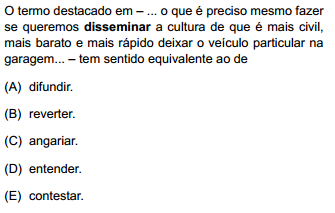 O termo destacado em – ... o que é preciso mesmo fazer
se queremos disseminar a cultura de que é mais civil,
mais barato e mais rápido deixar o veículo particular na
garagem... – tem sentido equivalente ao de
(A) difundir.
(B) reverter.
(C) angariar.
(D) entender.
(E) contestar.